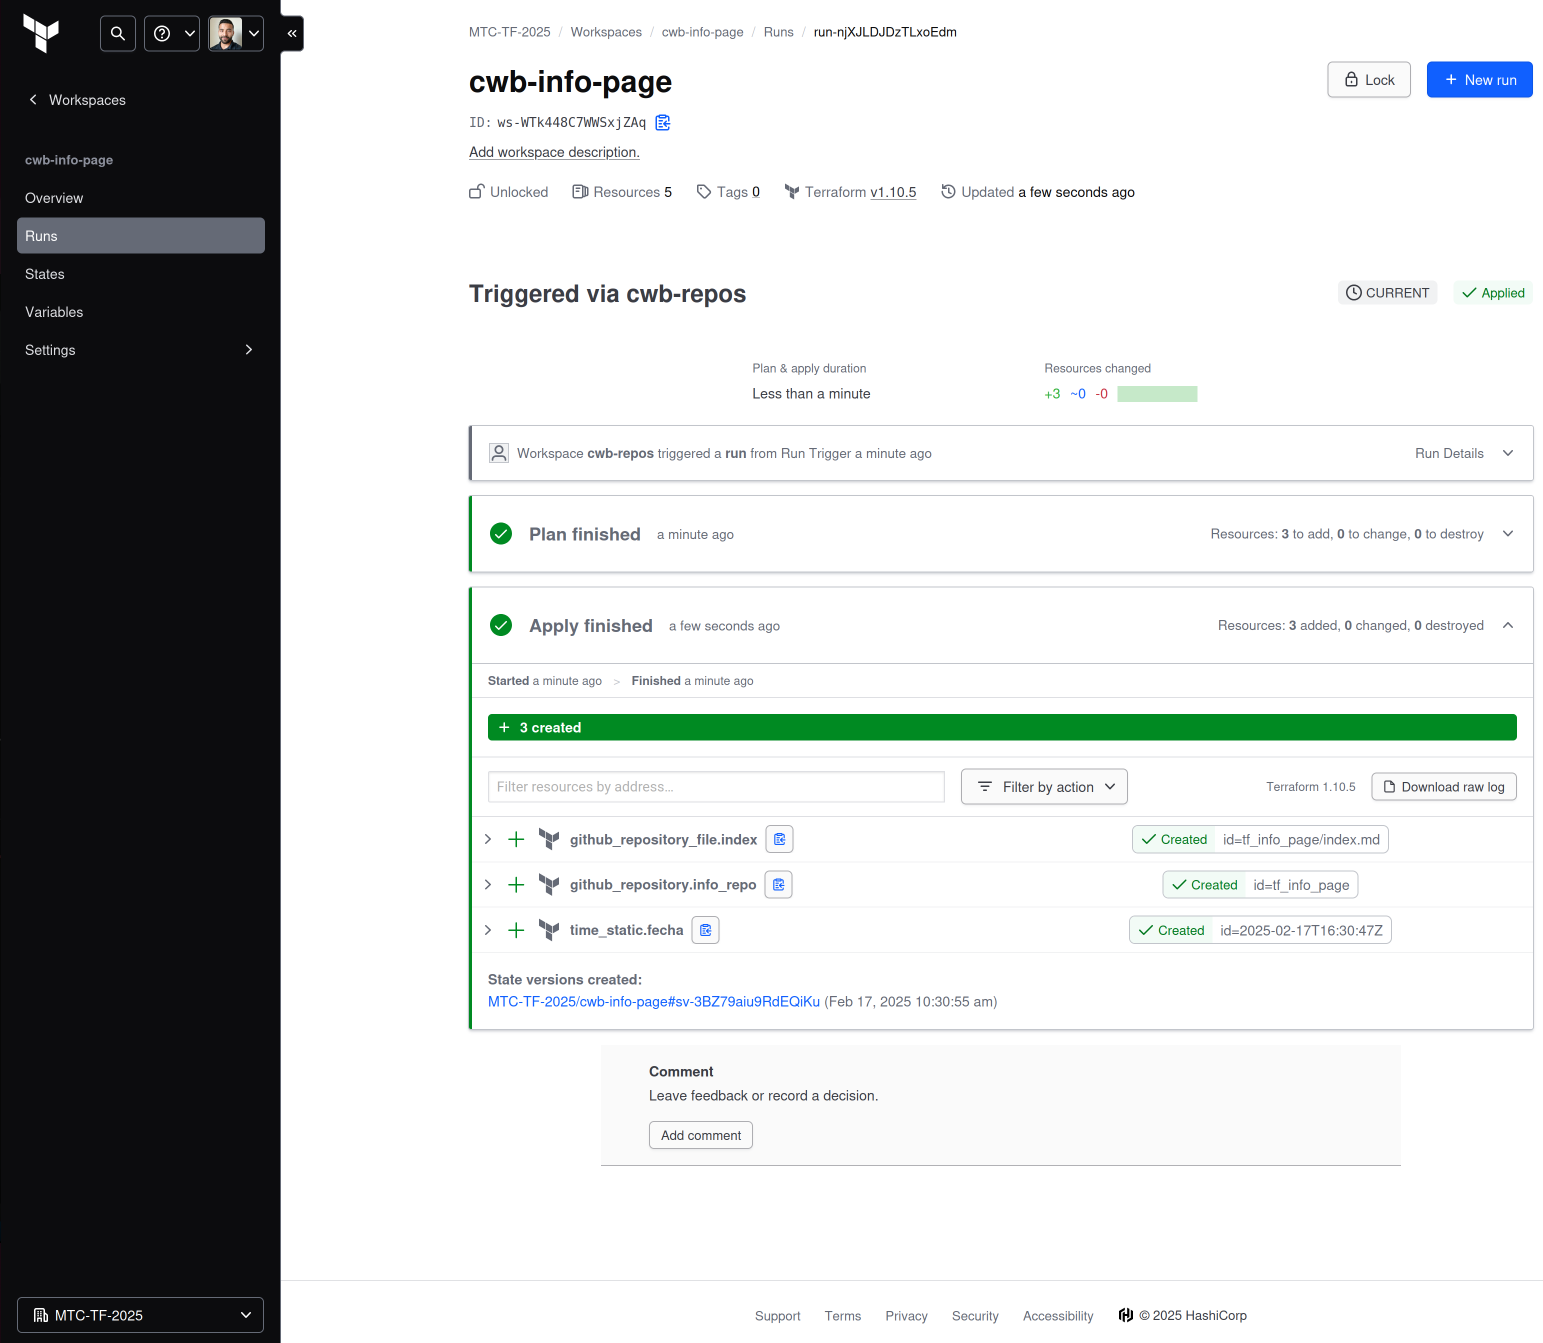 Workspaces
cwb-info-page
Overview
Runs
States
Variables
Settings
MTC-TF-2025
MTC-TF-2025 / Workspaces / cwb-info-page / Runs / run-njXJLDJDzTLxoEdm
cwb-info-page
Lock
+ New run
ID: ws-WTk448C7WWSxjZAq
Add workspace description.
Unlocked Resources 5 Tags 0 Terraform v1.10.5 Updated a few seconds ago
Triggered via cwb-repos
CURRENT
Applied
Plan & apply duration
Less than a minute
Resources changed
+3 ~0 -0
Workspace cwb-repos triggered a run from Run Trigger a minute ago
Run Details
Plan finished a minute ago
Resources: 3 to add, 0 to change, 0 to destroy
Apply finished a few seconds ago
Resources: 3 added, 0 changed, 0 destroyed
Started a minute ago > Finished a minute ago
+ 3 created
Filter resources by address...
Filter by action
Terraform 1.10.5
Download raw log
github_repository_file.index
Created id=tf_info_page/index.md
github_repository.info_repo
Created id=tf_info_page
time_static.fecha
Created id=2025-02-17T16:30:47Z
State versions created:
MTC-TF-2025/cwb-info-page#sv-3BZ79aiu9RdEQiKu (Feb 17, 2025 10:30:55 am)
Comment
Leave feedback or record a decision.
Add comment
Support Terms Privacy Security Accessibility © 2025 HashiCorp